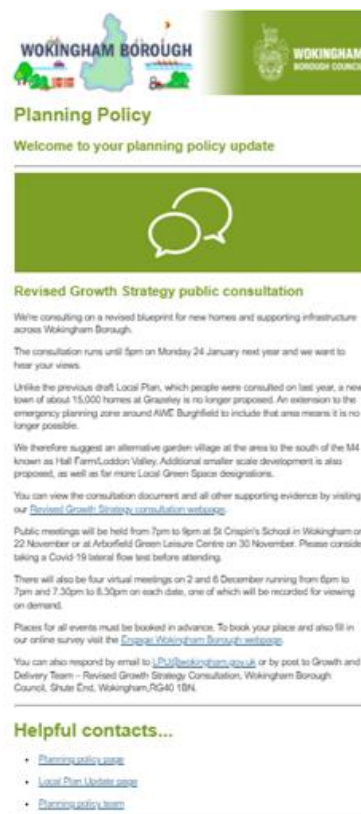 WOKINGHAM BOROUGH
WOKINGHAM
BOROUGH COUNCIL
Planning Policy
Welcome to your planning policy update
Revised Growth Strategy public consultation
We're consulting on a revised blueprint for new homes and supporting infrastructure
across Wokingham Borough.
The consultation runs until 5pm on Monday 24 January next year and we want to
hear your views.
Unlike the previous draft Local Plan, which people were consulted on last year, a new
town of about 15,000 homes at Grazeley is no longer proposed. An extension to the
emergency planning zone around AWE Burghfield to include that area means it is no
longer possible.
We therefore suggest an alternative garden village at the area to the south of the M4
known as Hall Farm/Loddon Valley. Additional smaller scale development is also
proposed, as well as far more Local Green Space designations.
You can view the consultation document and all other supporting evidence by visiting
our Revised Growth Strategy consultation webpage.
Public meetings will be held from 7pm to 9pm at St Crispin's School in Wokingham on
22 November or at Arborfield Green Leisure Centre on 30 November. Please conside
taking a Covid-19 lateral flow test before attending.
There will also be four virtual meetings on 2 and 6 December running from 6pm to
7pm and 7.30pm to 8.30pm on each date, one of which will be recorded for viewing
on demand.
Places for all events must be booked in advance. To book your place and also fill in
our online survey visit the Engage Wokingham Borough webpage.
You can also respond by email to LPU@wokingham.gov.uk or by post to Growth and
Delivery Team – Revised Growth Strategy Consultation, Wokingham Borough
Council, Shute End, Wokingham,RG40 1BN.
Helpful contacts...
• Planning policy page
• Local Plan Update page
• Planning policy team